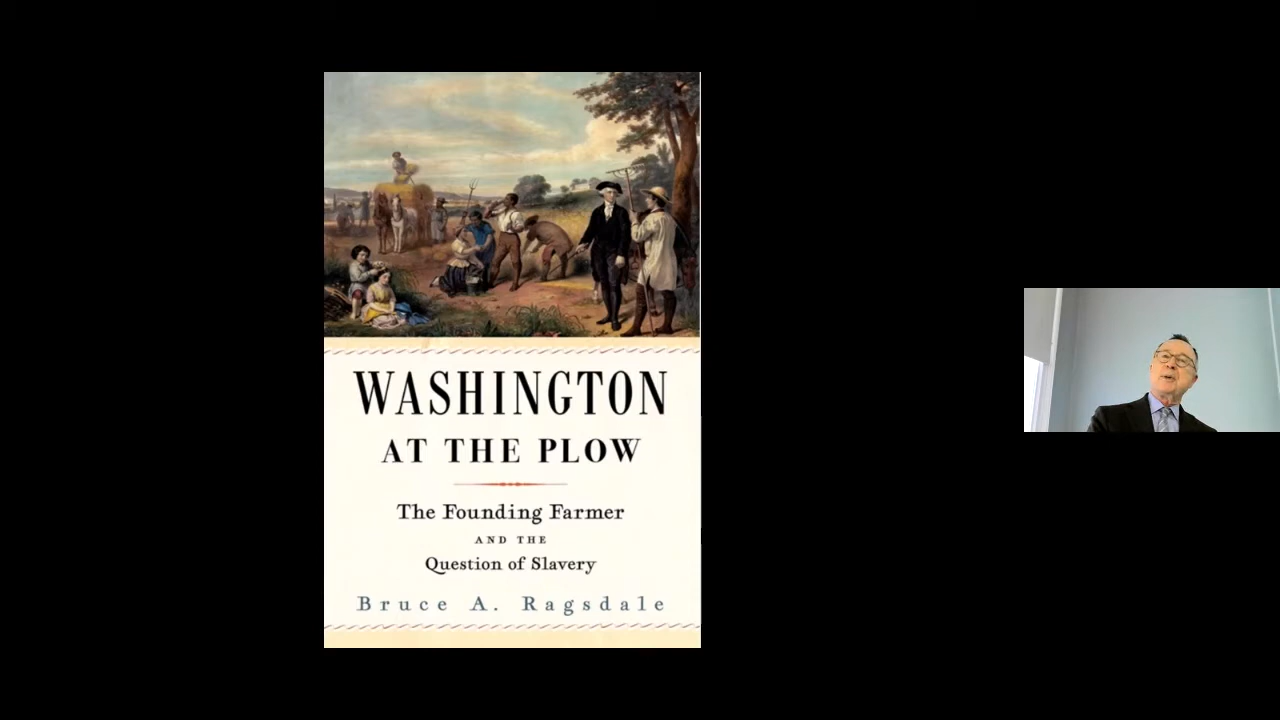 WASHINGTON
AT THE PLOW
The Founding Farmer
AND THE
Question of Slavery
Bruce A. Ragsdale